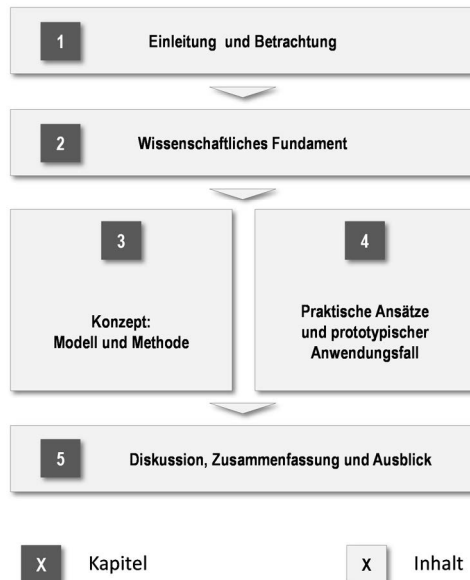 1 Einleitung und Betrachtung
2 Wissenschaftliches Fundament
3
Konzept:
Modell und Methode
4
Praktische Ansätze
und prototypischer
Anwendungsfall
5 Diskussion, Zusammenfassung und Ausblick
X Kapitel
X Inhalt